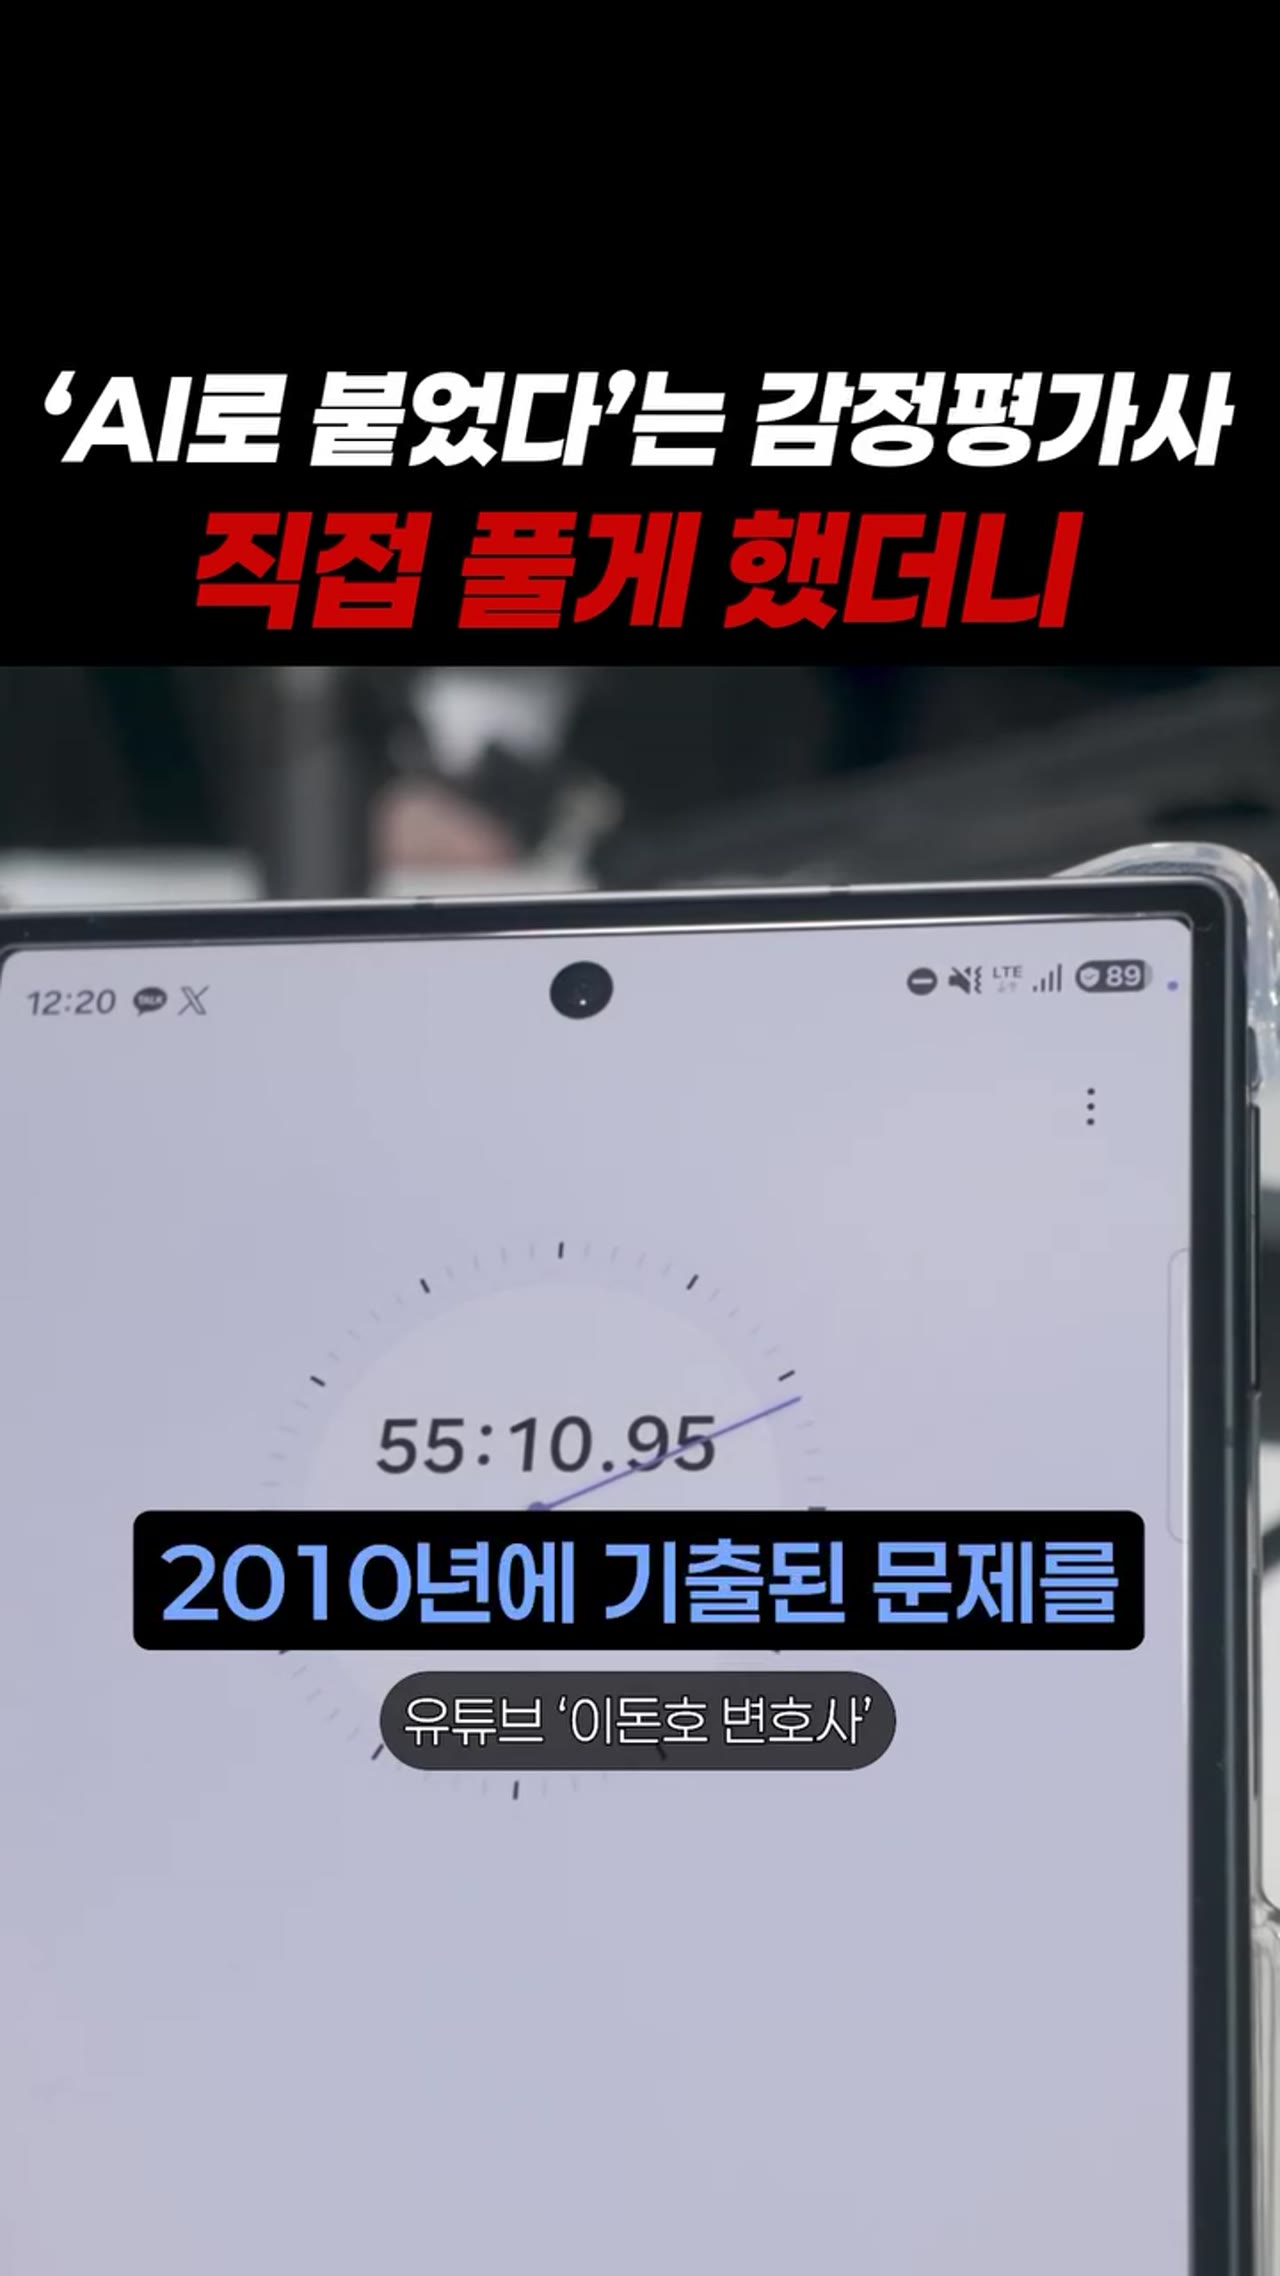 ‘AI로 붙었다’는 감정평가사
직접 풀게 했더니
12:20 TALK X LTE 89
55:10.95
2010년에 기출된 문제를
유튜브 ‘이돈호 변호사’